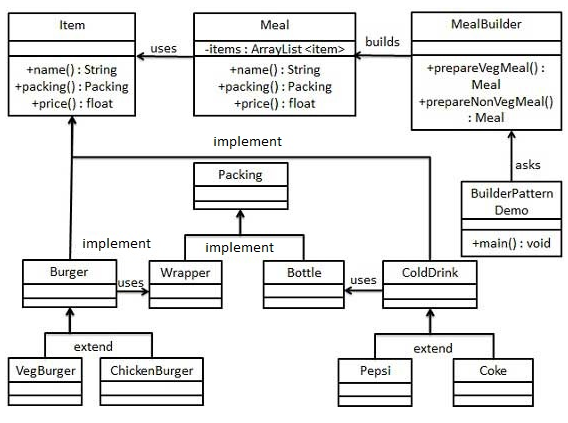 Item
+name() : String
+packing() : Packing
+price() : float
uses
Meal
-items : ArrayList <item>
+name() : String
+packing() : Packing
+price() : float
builds
MealBuilder
+prepareVegMeal() :
Meal
+prepareNonVegMeal()
: Meal
implement
asks
Packing
BuilderPattern
Demo
+main() : void
implement
implement
Burger
uses
Wrapper
Bottle
uses
ColdDrink
extend
extend
VegBurger
ChickenBurger
Pepsi
Coke